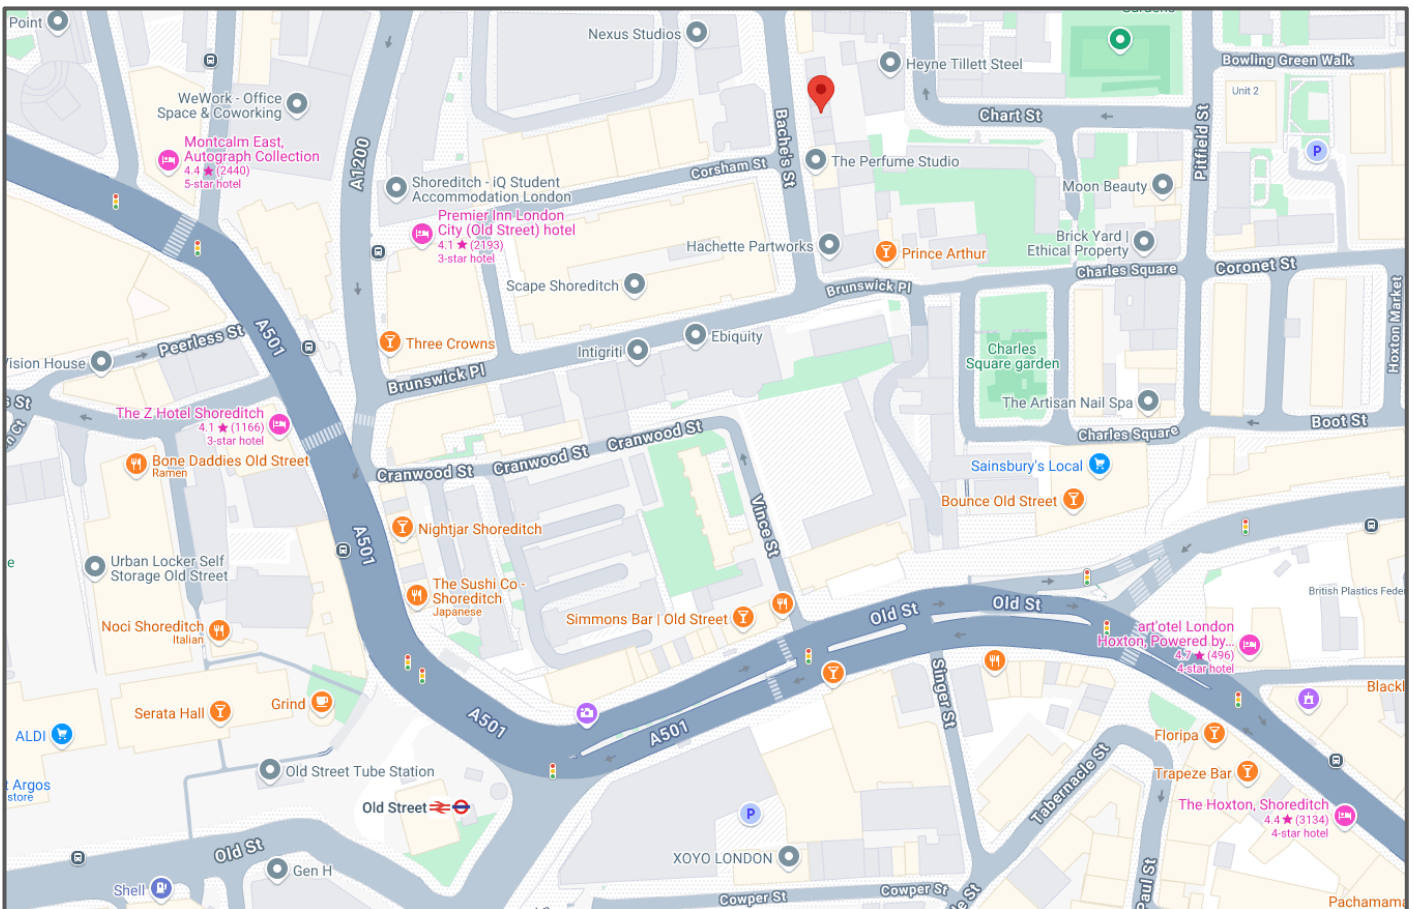 Point
Nexus Studios
Gardens
Heyne Tillett Steel
Bowling Green Walk
Unit 2
WeWork - Office
Space & Coworking
Montcalm East,
Autograph Collection
4.4 ★ (2440)
5-star hotel
A1200
Bache's St
Chart St
Pitfield St
P
Corsham St
The Perfume Studio
Shoreditch - iQ Student
Accommodation London
Moon Beauty
Premier Inn London
City (Old Street) hotel
4.1 ★ (2193)
3-star hotel
Hachette Partworks
Prince Arthur
Brick Yard |
Ethical Property
Charles Square
Coronet St
Scape Shoreditch
Brunswick Pl
Hoxton Market
Peerless St
A501
Three Crowns
Intigriti
Ebiquity
Vision House
Charles
Square garden
Brunswick Pl
The Artisan Nail Spa
s St
n Ct
The Z Hotel Shoreditch
4.1 ★ (1166)
3-star hotel
Boot St
Charles Square
Cranwood St
Cranwood St
Cranwood St
Bone Daddies Old Street
Ramen
Sainsbury's Local
Bounce Old Street
Vince St
Nightjar Shoreditch
A501
Urban Locker Self
Storage Old Street
e
The Sushi Co -
Shoreditch
Japanese
British Plastics Fede
Old St
Old St
Simmons Bar | Old Street
Noci Shoreditch
Italian
art'otel London
Hoxton, Powered by...
4.7 ★ (496)
4-star hotel
Singer St
Blackl
Grind
Serata Hall
A501
A501
ALDI
Floripa
Tabernacle St
Trapeze Bar
Old Street Tube Station
t Argos
store
Old Street
P
The Hoxton, Shoreditch
4.4 ★ (3134)
4-star hotel
Old St
XOYO LONDON
Gen H
Shell
Cowper St
Cowper St
le St
Paul St
Pachamama